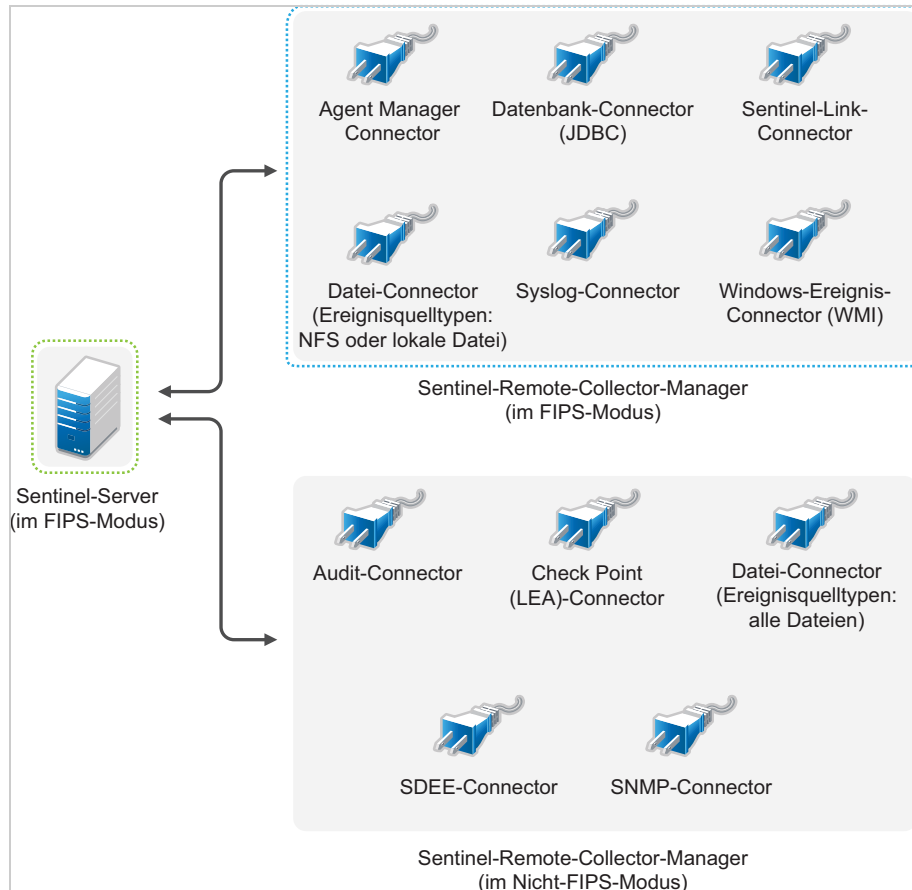 Agent Manager
Connector
Datenbank-Connector
(JDBC)
Sentinel-Link-
Connector
Datei-Connector
(Ereignisquelltypen:
NFS oder lokale Datei)
Syslog-Connector
Windows-Ereignis-
Connector (WMI)
Sentinel-Remote-Collector-Manager
(im FIPS-Modus)
Sentinel-Server
(im FIPS-Modus)
Audit-Connector
Check Point
(LEA)-Connector
Datei-Connector
(Ereignisquelltypen:
alle Dateien)
SDEE-Connector
SNMP-Connector
Sentinel-Remote-Collector-Manager
(im Nicht-FIPS-Modus)